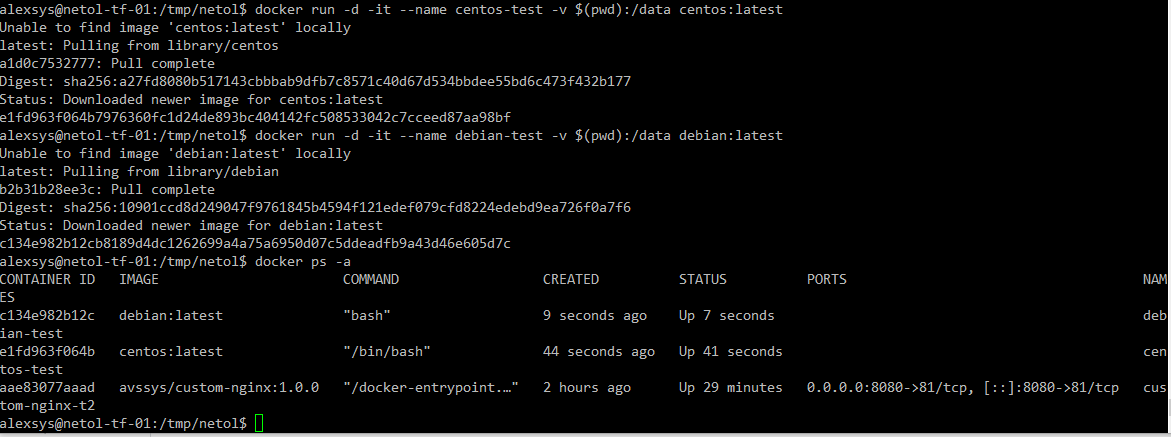 alexsys@netol-tf-01:/tmp/netol$ docker run -d -it --name centos-test -v $(pwd):/data centos:latest
Unable to find image 'centos:latest' locally
latest: Pulling from library/centos
a1d0c7532777: Pull complete
Digest: sha256:a27fd8080b517143cbbbab9dfb7c8571c40d67d534bbdee55bd6c473f432b177
Status: Downloaded newer image for centos:latest
e1fd963f064b7976360fc1d24de893bc404142fc508533042c7cceed87aa98bf
alexsys@netol-tf-01:/tmp/netol$ docker run -d -it --name debian-test -v $(pwd):/data debian:latest
Unable to find image 'debian:latest' locally
latest: Pulling from library/debian
b2b31b28ee3c: Pull complete
Digest: sha256:10901ccd8d249047f9761845b4594f121edef079cfd8224edebd9ea726f0a7f6
Status: Downloaded newer image for debian:latest
c134e982b12cb8189d4dc1262699a4a75a6950d07c5ddeadfb9a43d46e605d7c
alexsys@netol-tf-01:/tmp/netol$ docker ps -a
CONTAINER ID   IMAGE                       COMMAND                  CREATED          STATUS          PORTS                                     NAM
ES
c134e982b12c   debian:latest               "bash"                   9 seconds ago    Up 7 seconds                                              deb
ian-test
e1fd963f064b   centos:latest               "/bin/bash"              44 seconds ago   Up 41 seconds                                             cen
tos-test
aae83077aaad   avssys/custom-nginx:1.0.0   "/docker-entrypoint.…"   2 hours ago      Up 29 minutes   0.0.0.0:8080->81/tcp, [::]:8080->81/tcp   cus
tom-nginx-t2
alexsys@netol-tf-01:/tmp/netol$